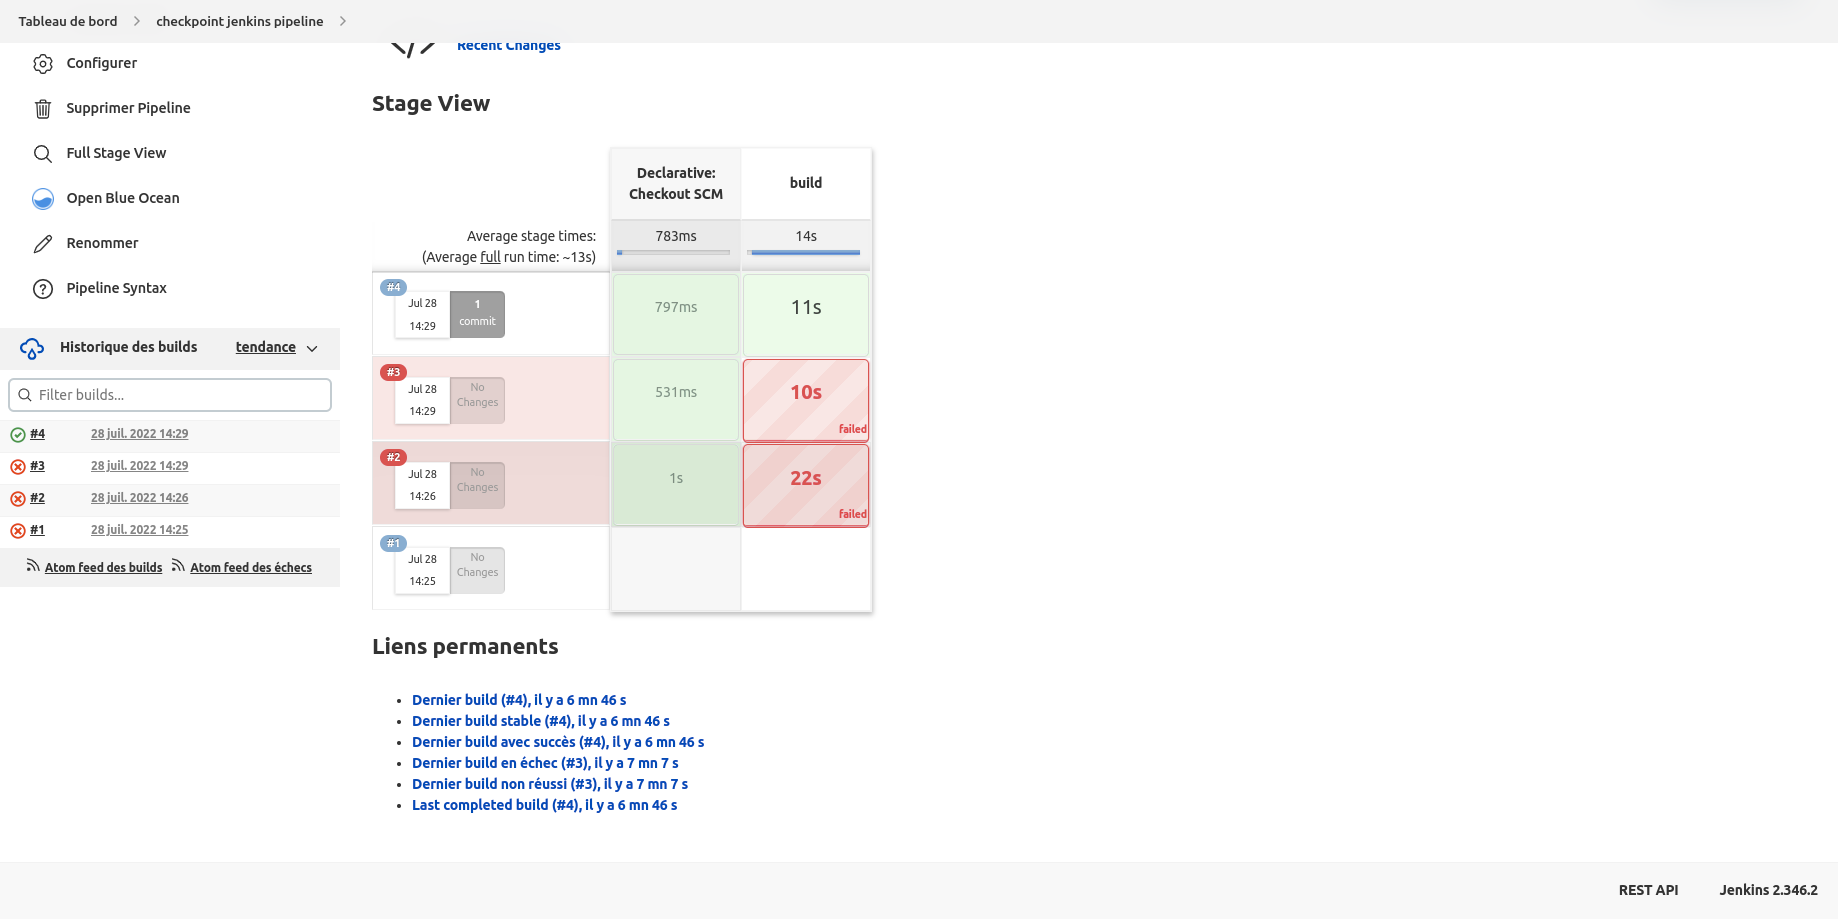 Tableau de bord
checkpoint jenkins pipeline
Configurer
Supprimer Pipeline
Full Stage View
Open Blue Ocean
Renommer
Pipeline Syntax
Historique des builds
tendance
Filter builds...
#4 28 juil. 2022 14:29
#3 28 juil. 2022 14:29
#2 28 juil. 2022 14:26
#1 28 juil. 2022 14:25
Atom feed des builds Atom feed des échecs
Recent Changes
Stage View
Declarative:
Checkout SCM
build
Average stage times:
(Average full run time: ~13s)
783ms
14s
#4
Jul 28
14:29
1
commit
797ms
11s
#3
Jul 28
14:29
No
Changes
531ms
10s
failed
#2
Jul 28
14:26
No
Changes
1s
22s
failed
#1
Jul 28
14:25
No
Changes
Liens permanents
Dernier build (#4), il y a 6 mn 46 s
Dernier build stable (#4), il y a 6 mn 46 s
Dernier build avec succès (#4), il y a 6 mn 46 s
Dernier build en échec (#3), il y a 7 mn 7 s
Dernier build non réussi (#3), il y a 7 mn 7 s
Last completed build (#4), il y a 6 mn 46 s
REST API
Jenkins 2.346.2